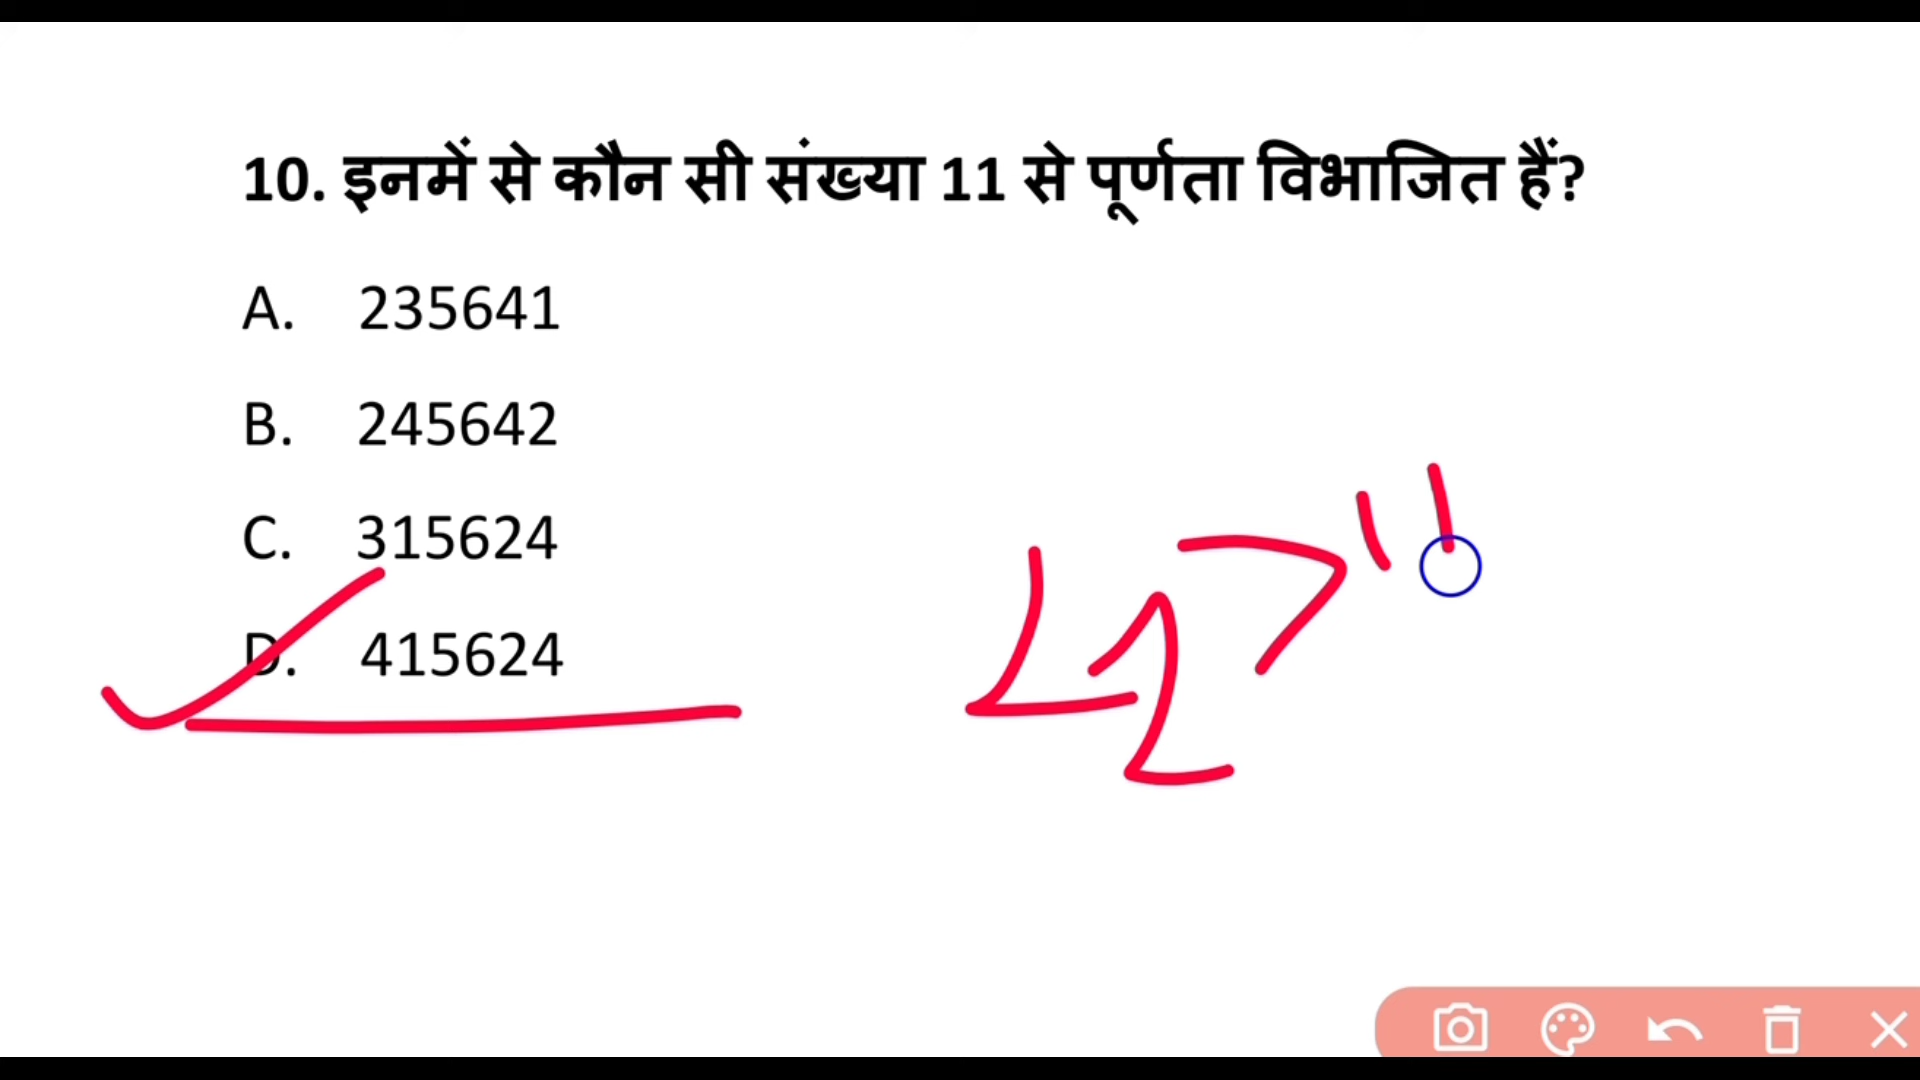 10. इनमें से कौन सी संख्या 11 से पूर्णता विभाजित हैं?
A. 235641
B. 245642
C. 315624
D. 415624